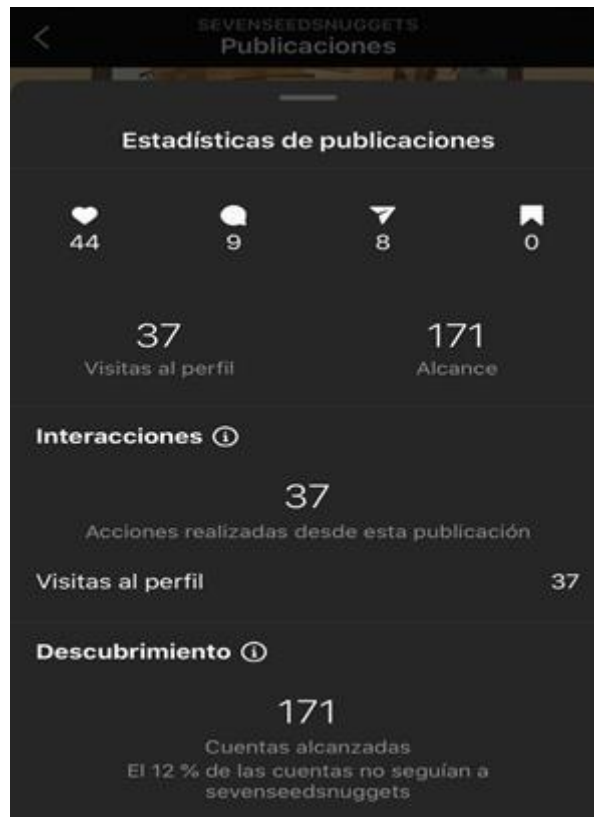 SEVENSEEDSNUGGETS
Publicaciones
Estadísticas de publicaciones
44 9 8 0
37 171
Visitas al perfil Alcance
Interacciones
37
Acciones realizadas desde esta publicación
Visitas al perfil 37
Descubrimiento
171
Cuentas alcanzadas
El 12 % de las cuentas no seguían a
sevenseedsnuggets